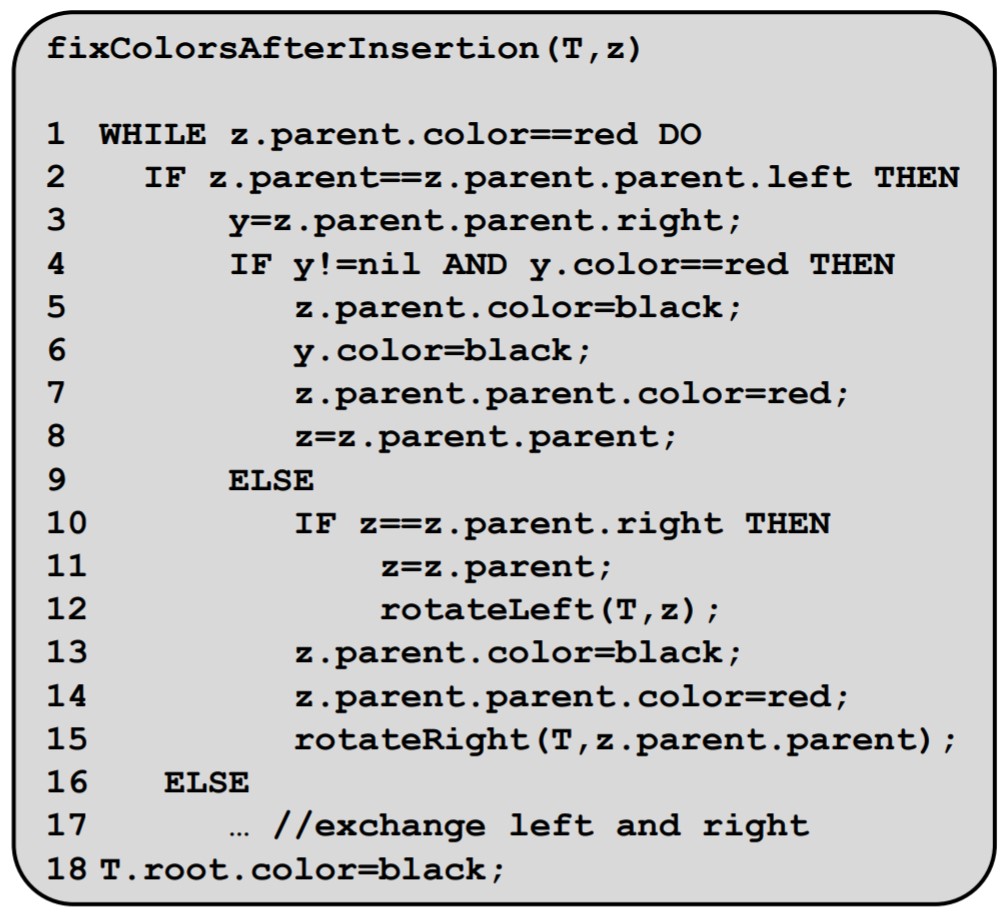 fixColorsAfterInsertion(T,z)
1 WHILE z.parent.color==red DO
2 IF z.parent==z.parent.parent.left THEN
3 y=z.parent.parent.right;
4 IF y!=nil AND y.color==red THEN
5 z.parent.color=black;
6 y.color=black;
7 z.parent.parent.color=red;
8 z=z.parent.parent;
9 ELSE
10 IF z==z.parent.right THEN
11 z=z.parent;
12 rotateLeft(T,z);
13 z.parent.color=black;
14 z.parent.parent.color=red;
15 rotateRight(T,z.parent.parent);
16 ELSE
17 … //exchange left and right
18 T.root.color=black;